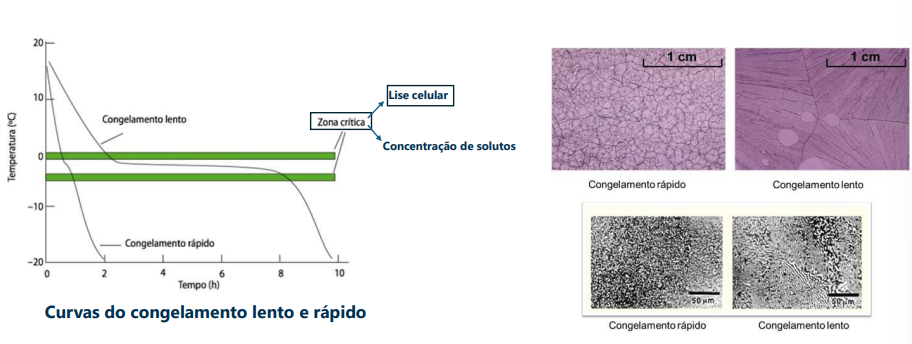 20
10
0
−10
−20
Temperatura (ºC)
Congelamento lento
Congelamento rápido
0
2
4
6
8
10
Tempo (h)
Zona crítica
Lise celular
Concentração de solutos
Curvas do congelamento lento e rápido
1 cm
1 cm
Congelamento rápido
Congelamento lento
50 µm
50 µm
Congelamento rápido
Congelamento lento